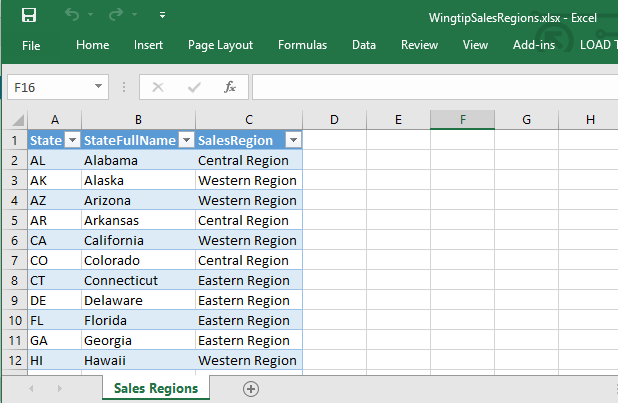 WingtipSalesRegions.xlsx - Excel
File Home Insert Page Layout Formulas Data Review View Add-ins LOAD T
F16 fx
A B C D E F G H
1 State StateFullName SalesRegion
2 AL Alabama Central Region
3 AK Alaska Western Region
4 AZ Arizona Western Region
5 AR Arkansas Central Region
6 CA California Western Region
7 CO Colorado Central Region
8 CT Connecticut Eastern Region
9 DE Delaware Eastern Region
10 FL Florida Eastern Region
11 GA Georgia Eastern Region
12 HI Hawaii Western Region
Sales Regions